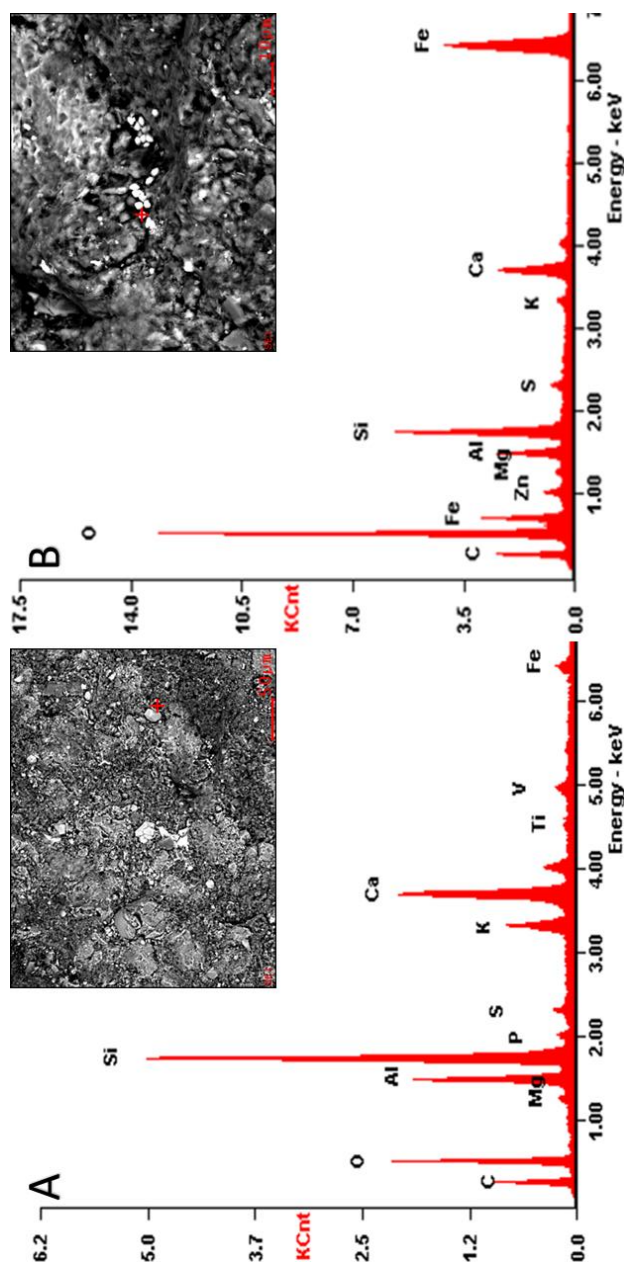 A
6.2
5.0
3.7
2.5
1.2
0.0
KCnt
C
O
Mg
Al
Si
P
S
K
Ca
Ti
V
Fe
1.00
2.00
3.00
4.00
5.00
6.00
Energy - keV
B
17.5
14.0
10.5
7.0
3.5
0.0
KCnt
C
O
Fe
Zn
Mg
Al
Si
S
K
Ca
Fe
1.00
2.00
3.00
4.00
5.00
6.00
Energy - keV